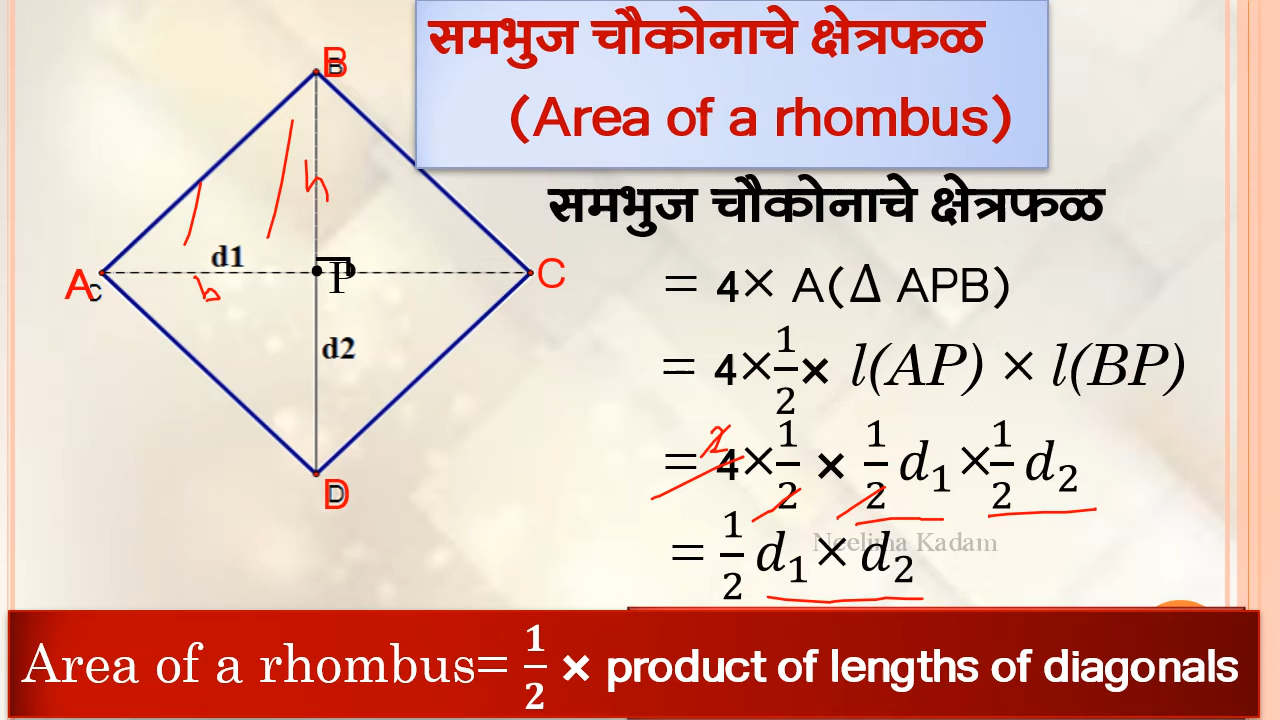 समभुज चौकोनाचे क्षेत्रफळ
(Area of a rhombus)
B
h
d1
A
C
b
P
C
d2
D
समभुज चौकोनाचे क्षेत्रफळ
= 4× A(Δ APB)
= 4×1/2× l(AP) × l(BP)
= 4×1/2 × 1/2 d₁ ×1/2 d₂
2
= 1/2 d₁× d₂
Neelima Kadam
Area of a rhombus= 1/2 × product of lengths of diagonals